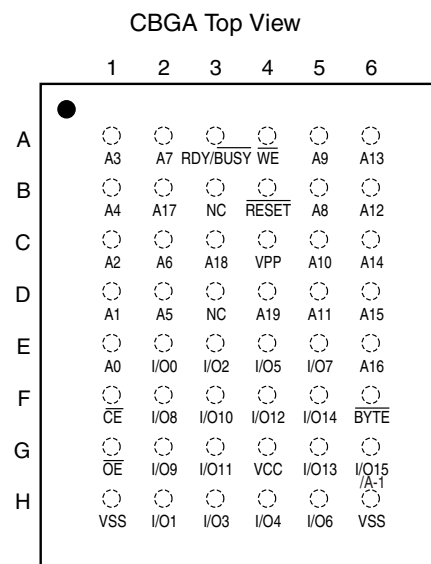 CBGA Top View
1 2 3 4 5 6
A
A3 A7 RDY/BUSY WE A9 A13
B
A4 A17 NC RESET A8 A12
C
A2 A6 A18 VPP A10 A14
D
A1 A5 NC A19 A11 A15
E
A0 I/O0 I/O2 I/O5 I/O7 A16
F
CE I/O8 I/O10 I/O12 I/O14 BYTE
G
OE I/O9 I/O11 VCC I/O13 I/O15
/A-1
H
VSS I/O1 I/O3 I/O4 I/O6 VSS